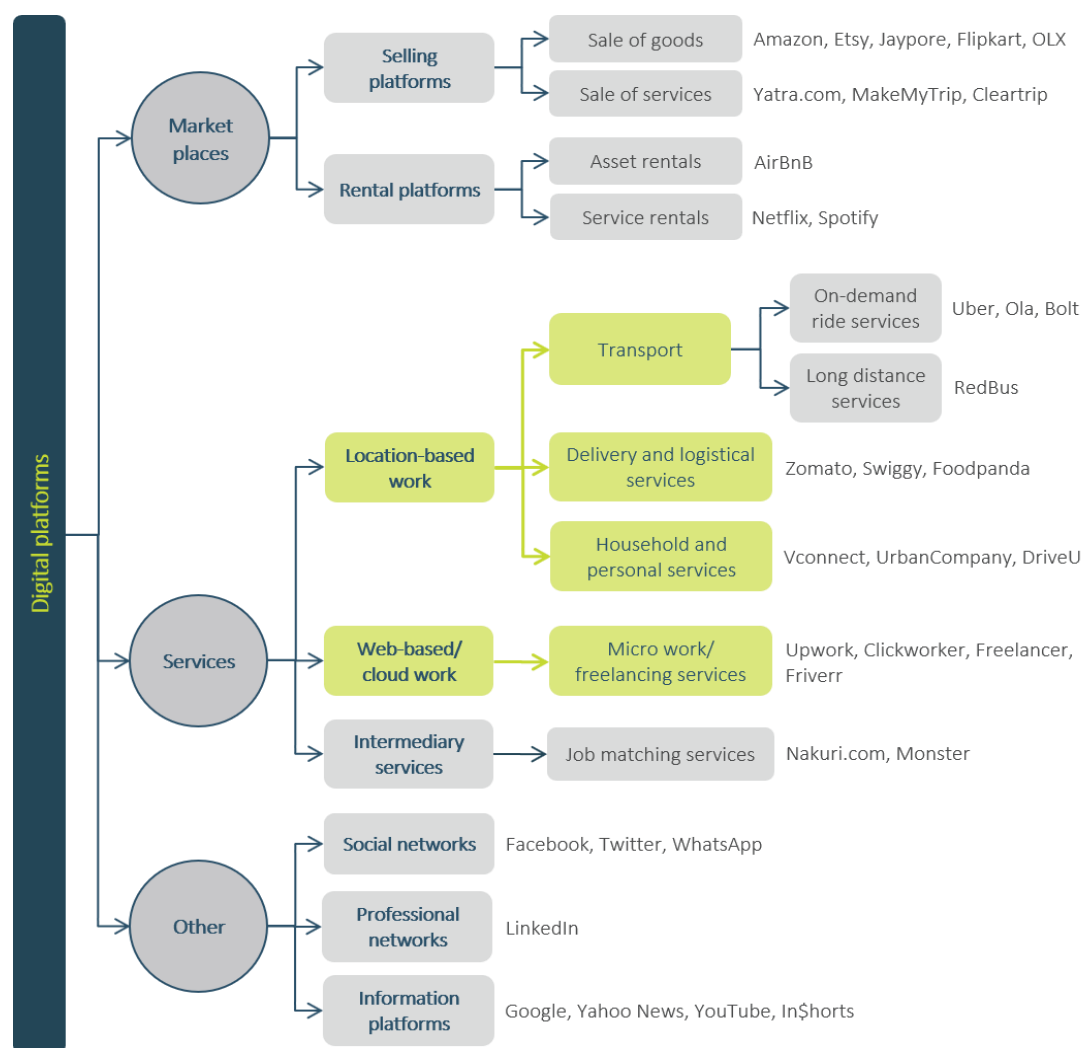 Digital platforms
Market
places
Selling
platforms
Sale of goods
Amazon, Etsy, Jaypore, Flipkart, OLX
Sale of services
Yatra.com, MakeMyTrip, Cleartrip
Rental platforms
Asset rentals
AirBnB
Service rentals
Netflix, Spotify
Services
Location-based
work
Transport
On-demand
ride services
Uber, Ola, Bolt
Long distance
services
RedBus
Delivery and logistical
services
Zomato, Swiggy, Foodpanda
Household and
personal services
Vconnect, UrbanCompany, DriveU
Web-based/
cloud work
Micro work/
freelancing services
Upwork, Clickworker, Freelancer,
Friverr
Intermediary
services
Job matching services
Nakuri.com, Monster
Other
Social networks
Facebook, Twitter, WhatsApp
Professional
networks
LinkedIn
Information
platforms
Google, Yahoo News, YouTube, In$horts